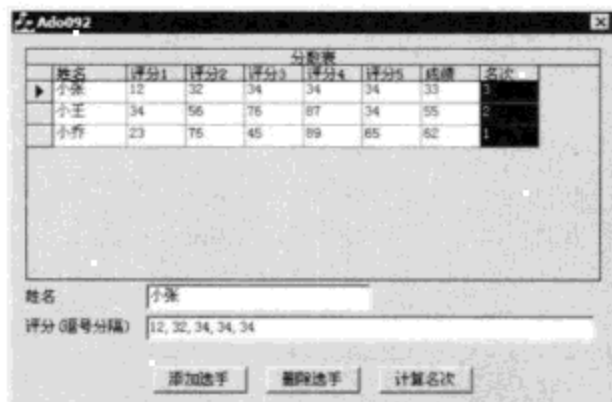 Ado092
分数表
姓名 评分1 评分2 评分3 评分4 评分5 成绩 名次
小张 12 32 34 34 34 33 3
小王 34 56 76 87 34 55 2
小乔 23 76 45 89 65 62 1
姓名 小张
评分(逗号分隔) 12,32,34,34,34
添加选手 删除选手 计算名次